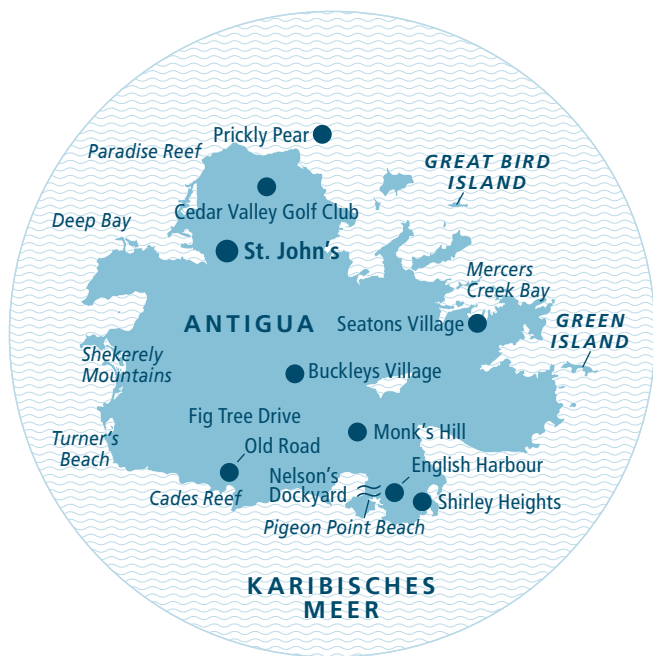 Prickly Pear
Paradise Reef
GREAT BIRD
ISLAND
Cedar Valley Golf Club
Deep Bay
St. John's
Mercers
Creek Bay
ANTIGUA
Seatons Village
GREEN
ISLAND
Shekerely
Mountains
Buckleys Village
Fig Tree Drive
Monk's Hill
Turner's
Beach
Old Road
English Harbour
Nelson's
Dockyard
Cades Reef
Shirley Heights
Pigeon Point Beach
KARIBISCHES
MEER